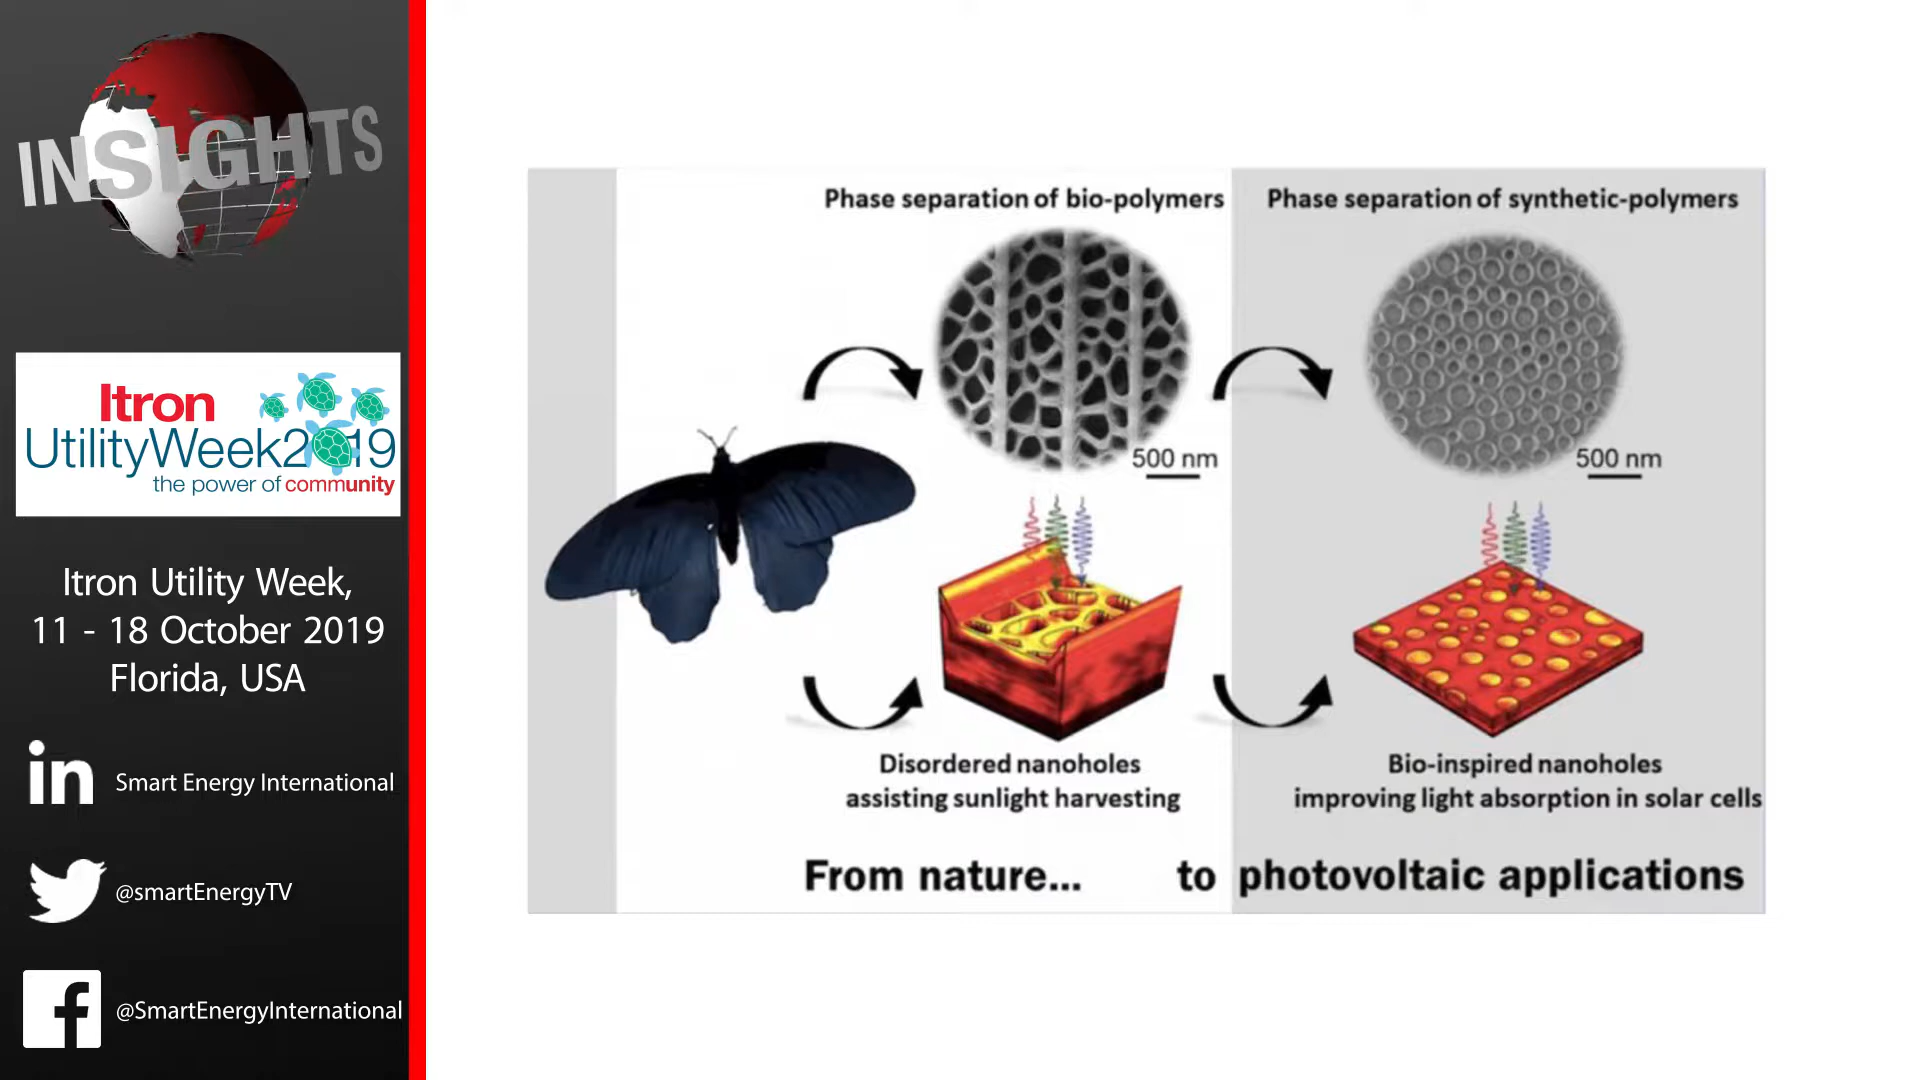 INSIGHTS
Itron
UtilityWeek2019
the power of community
Itron Utility Week,
11 - 18 October 2019
Florida, USA
in
Smart Energy International
@smartEnergyTV
f
@SmartEnergyInternational
Phase separation of bio-polymers
Phase separation of synthetic-polymers
500 nm
500 nm
Disordered nanoholes
assisting sunlight harvesting
Bio-inspired nanoholes
improving light absorption in solar cells
From nature... to photovoltaic applications